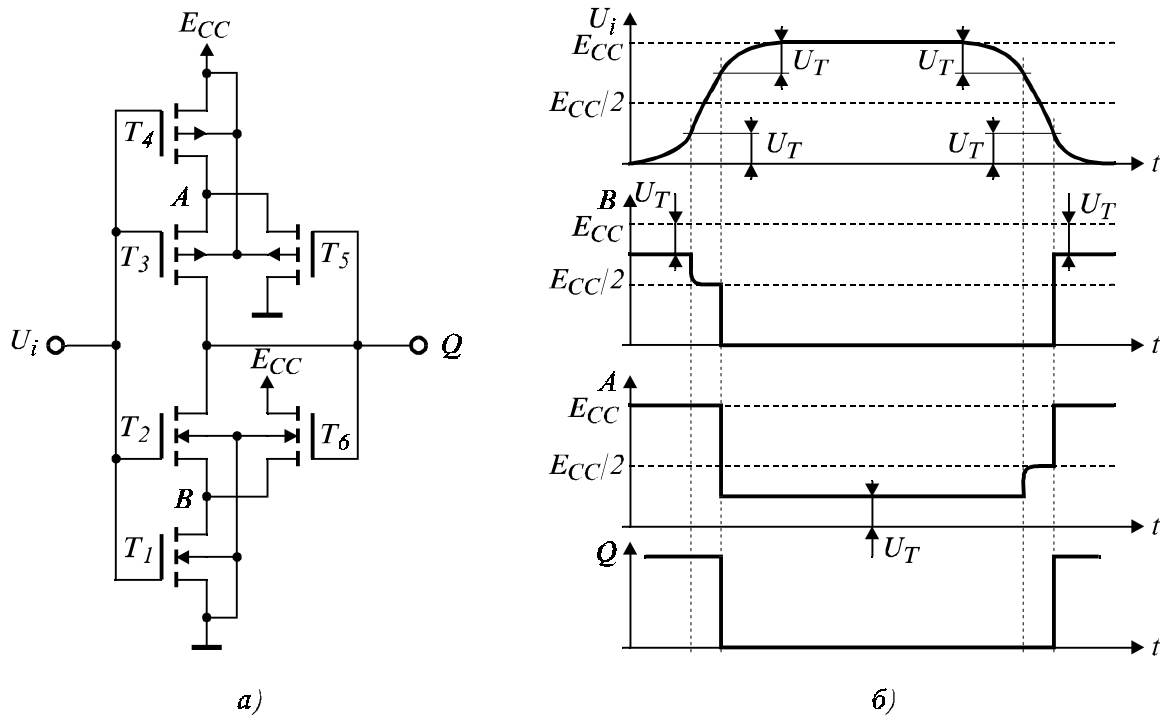 E_CC
T_4
A
T_3
T_5
U_i
Q
E_CC
T_2
T_6
B
T_1
а)
U_i
E_CC
U_T
U_T
E_CC/2
U_T
U_T
t
B
U_T
E_CC
U_T
E_CC/2
t
A
E_CC
E_CC/2
t
U_T
Q
t
б)